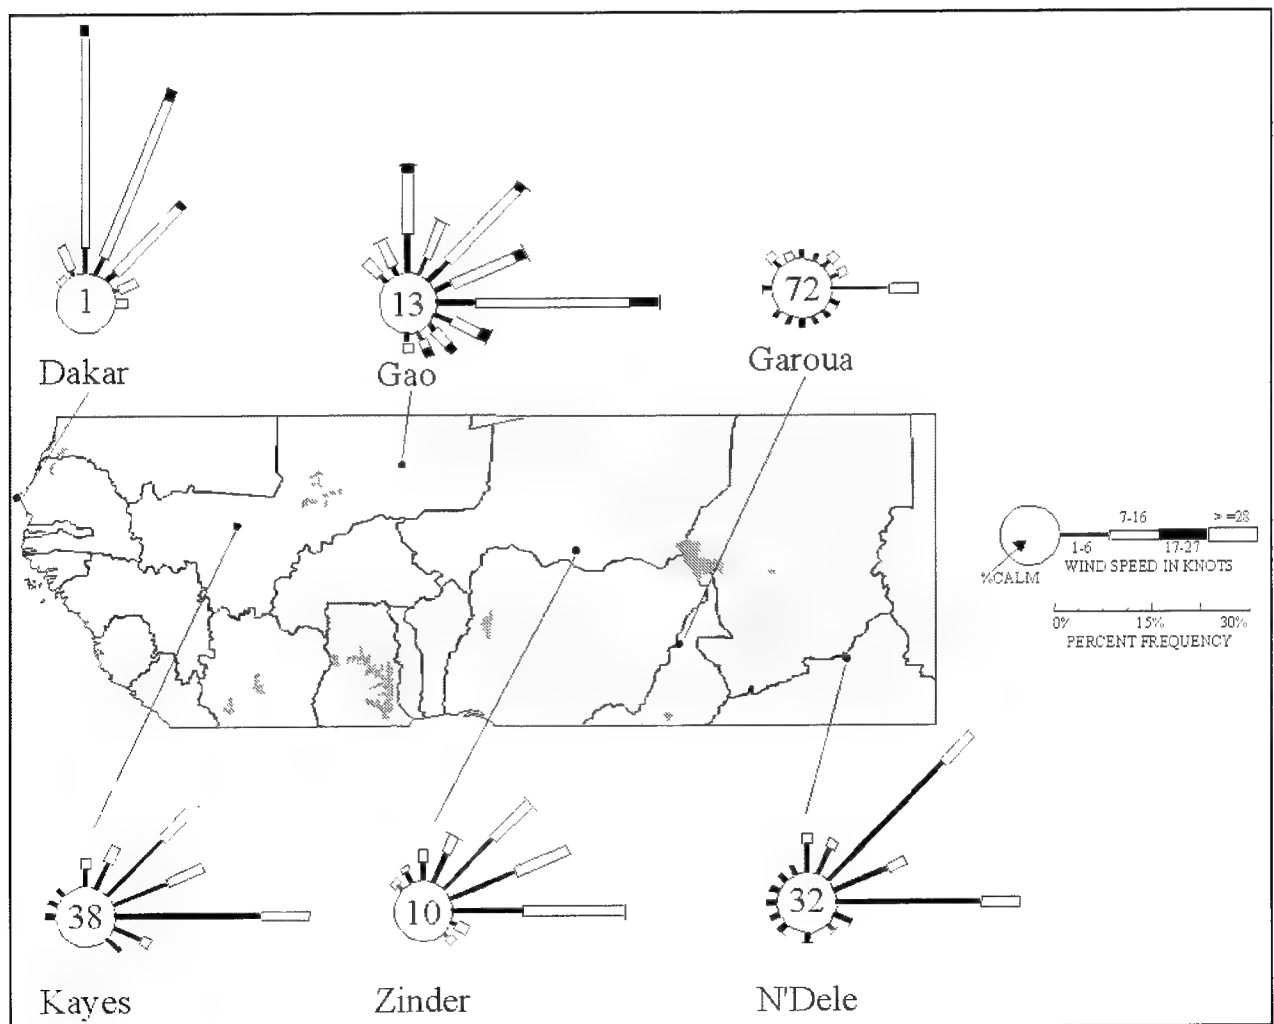 1
13
72
Dakar
Gao
Garoua
7-16
> =28
1-6
17-27
%CALM
WIND SPEED IN KNOTS
0%
15%
30%
PERCENT FREQUENCY
38
10
32
Kayes
Zinder
N'Dele